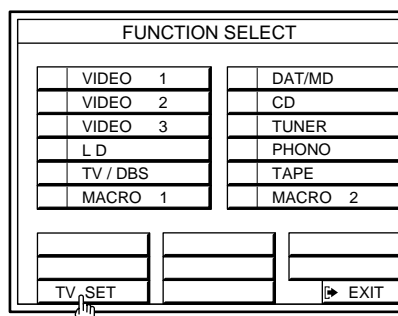 FUNCTION SELECT
VIDEO 1
VIDEO 2
VIDEO 3
L D
TV / DBS
MACRO 1
DAT/MD
CD
TUNER
PHONO
TAPE
MACRO 2
TV SET
EXIT